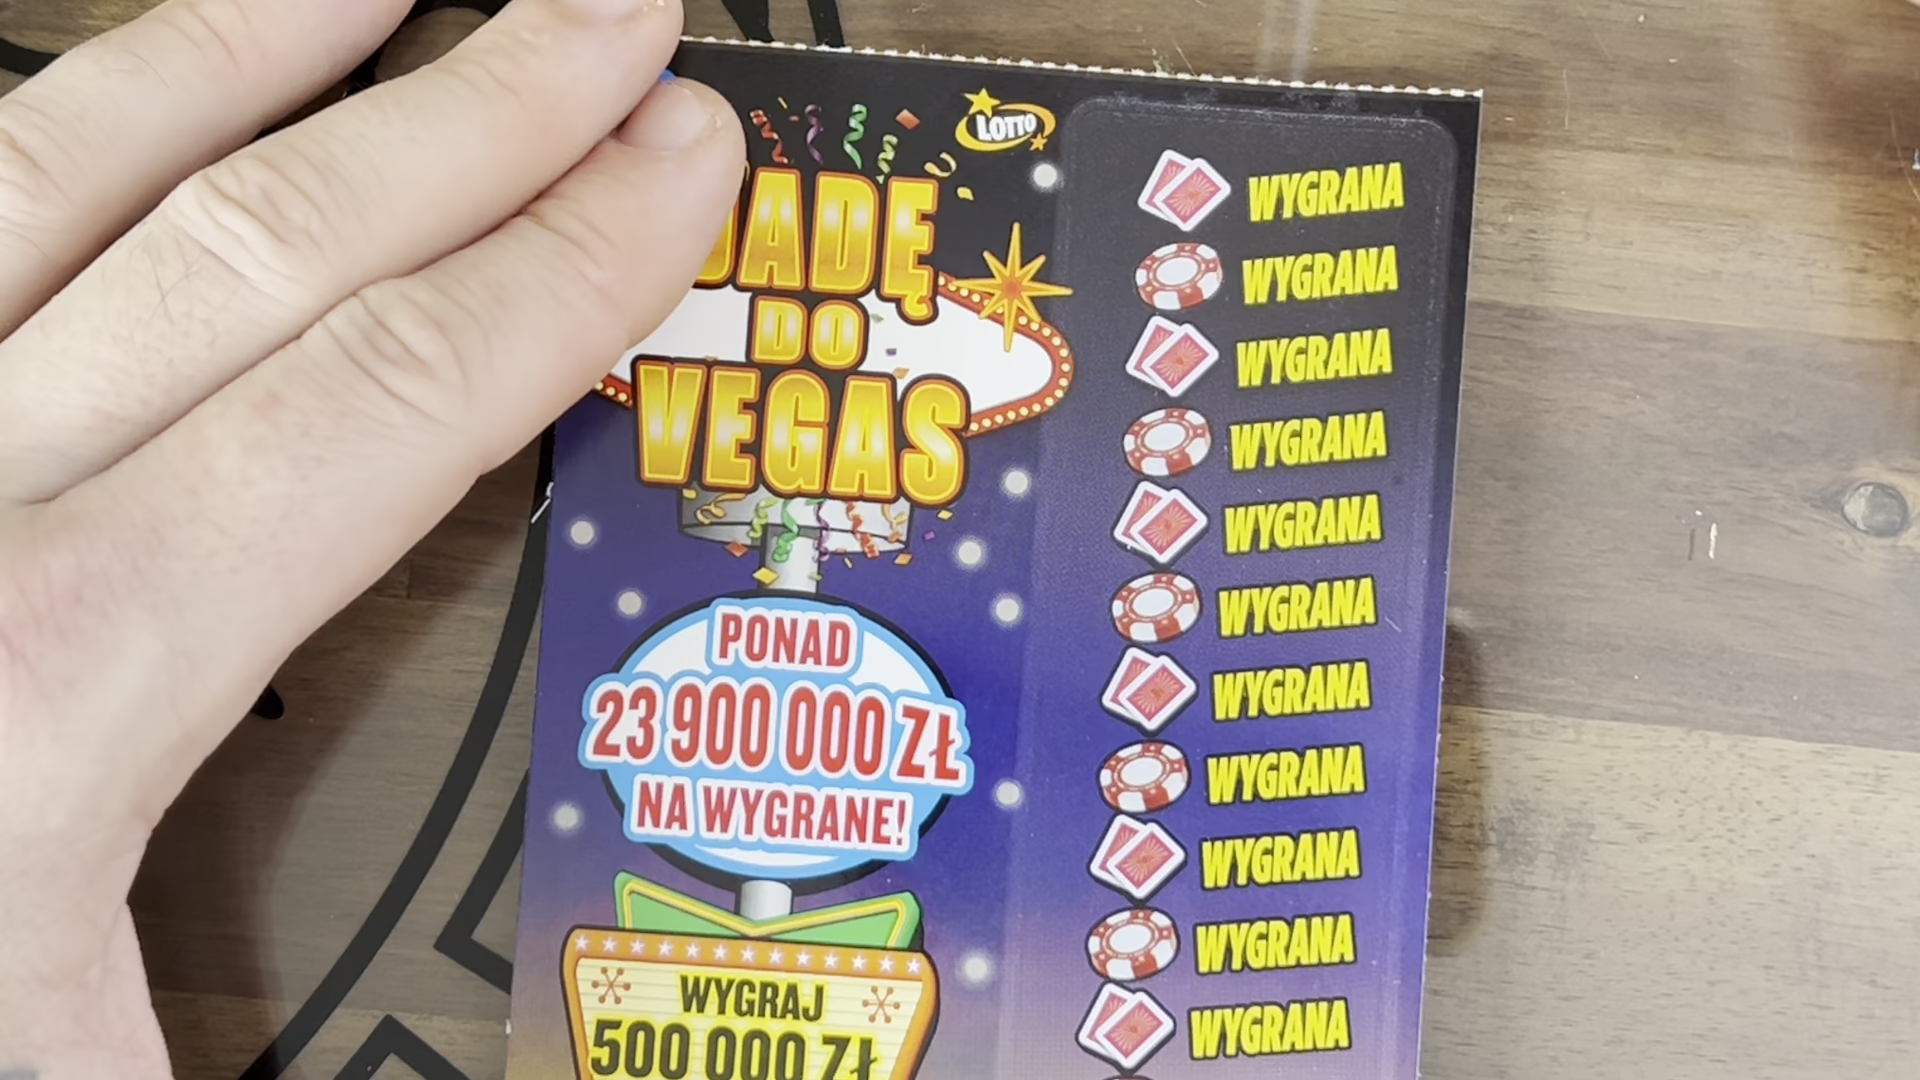 LOTTO
JADĘ
DO
VEGAS
PONAD
23 900 000 ZŁ
NA WYGRANE!
WYGRAJ
500 000 ZŁ
WYGRANA
WYGRANA
WYGRANA
WYGRANA
WYGRANA
WYGRANA
WYGRANA
WYGRANA
WYGRANA
WYGRANA
WYGRANA